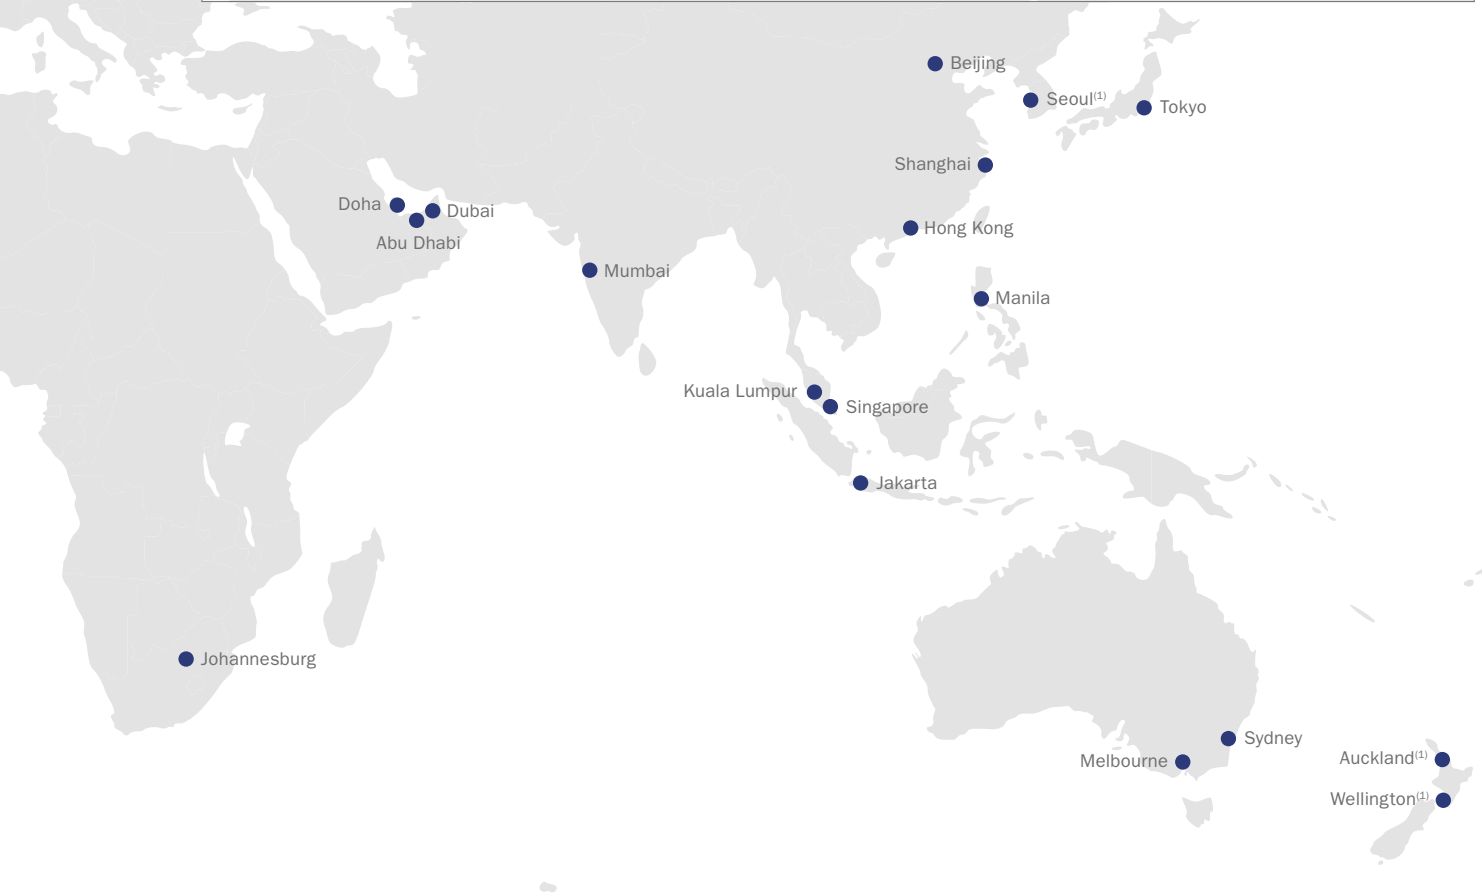 Beijing
Seoul(1)
Tokyo
Shanghai
Doha
Dubai
Hong Kong
Abu Dhabi
Mumbai
Manila
Kuala Lumpur
Singapore
Jakarta
Johannesburg
Sydney
Melbourne
Auckland(1)
Wellington(1)